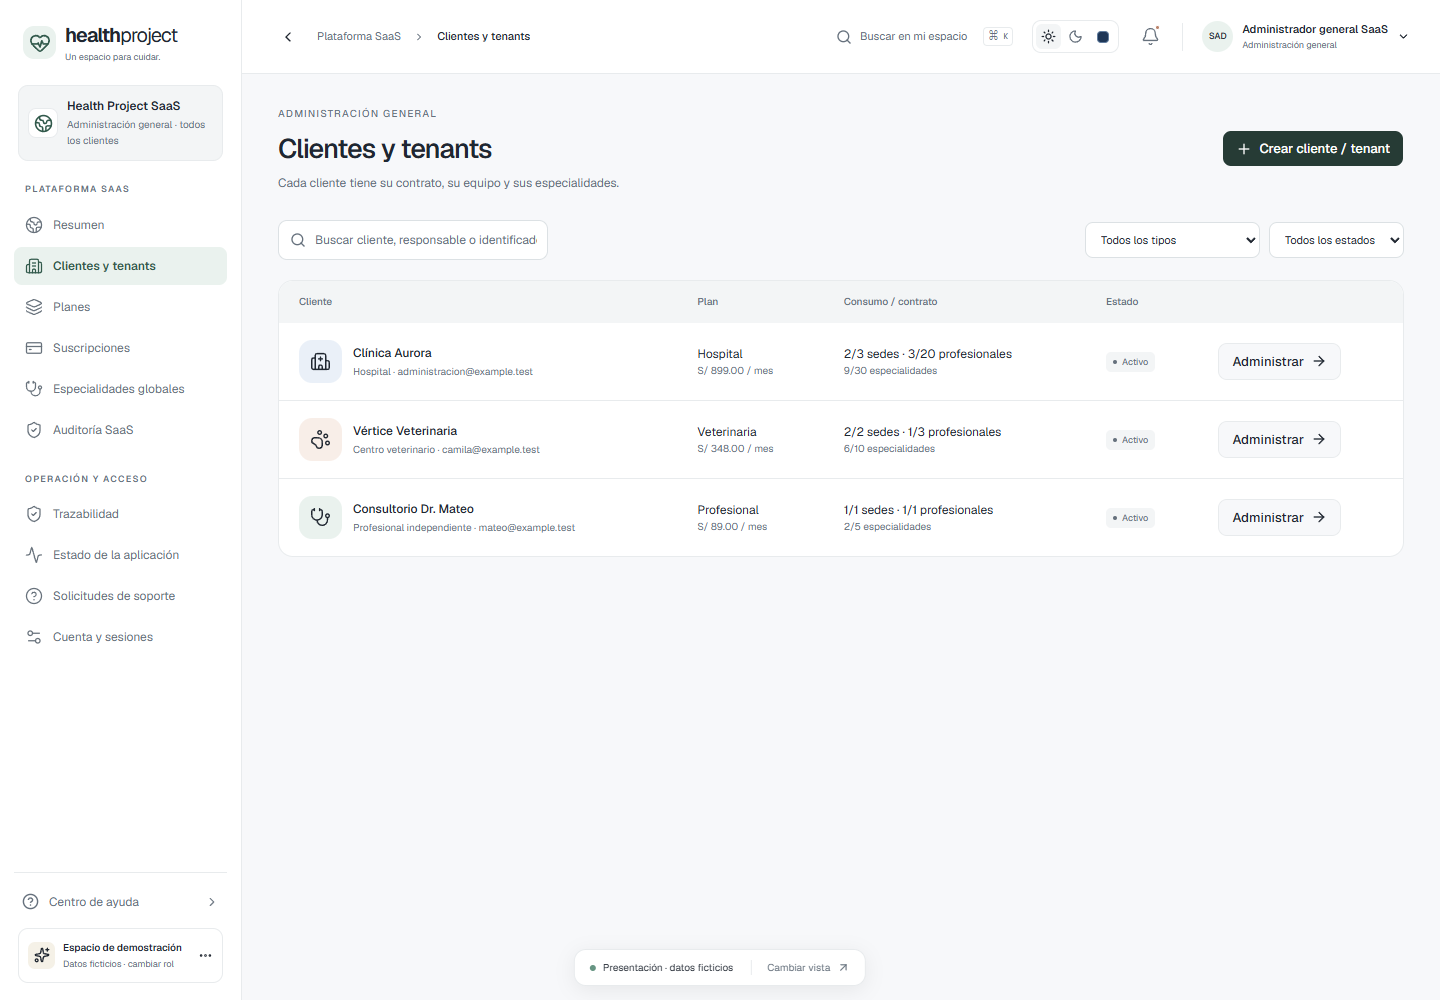 healthproject
Un espacio para cuidar.
Health Project SaaS
Administración general · todos
los clientes
PLATAFORMA SAAS
Resumen
Clientes y tenants
Planes
Suscripciones
Especialidades globales
Auditoría SaaS
OPERACIÓN Y ACCESO
Trazabilidad
Estado de la aplicación
Solicitudes de soporte
Cuenta y sesiones
Centro de ayuda
Espacio de demostración
Datos ficticios · cambiar rol
Plataforma SaaS
Clientes y tenants
Buscar en mi espacio
⌘ K
SAD
Administrador general SaaS
Administración general
ADMINISTRACIÓN GENERAL
Clientes y tenants
Cada cliente tiene su contrato, su equipo y sus especialidades.
Crear cliente / tenant
Buscar cliente, responsable o identificad
Todos los tipos
Todos los estados
Cliente Plan Consumo / contrato Estado
Clínica Aurora
Hospital · administracion@example.test
Hospital
S/ 899.00 / mes
2/3 sedes · 3/20 profesionales
9/30 especialidades
Activo
Administrar
Vértice Veterinaria
Centro veterinario · camila@example.test
Veterinaria
S/ 348.00 / mes
2/2 sedes · 1/3 profesionales
6/10 especialidades
Activo
Administrar
Consultorio Dr. Mateo
Profesional independiente · mateo@example.test
Profesional
S/ 89.00 / mes
1/1 sedes · 1/1 profesionales
2/5 especialidades
Activo
Administrar
Presentación · datos ficticios
Cambiar vista